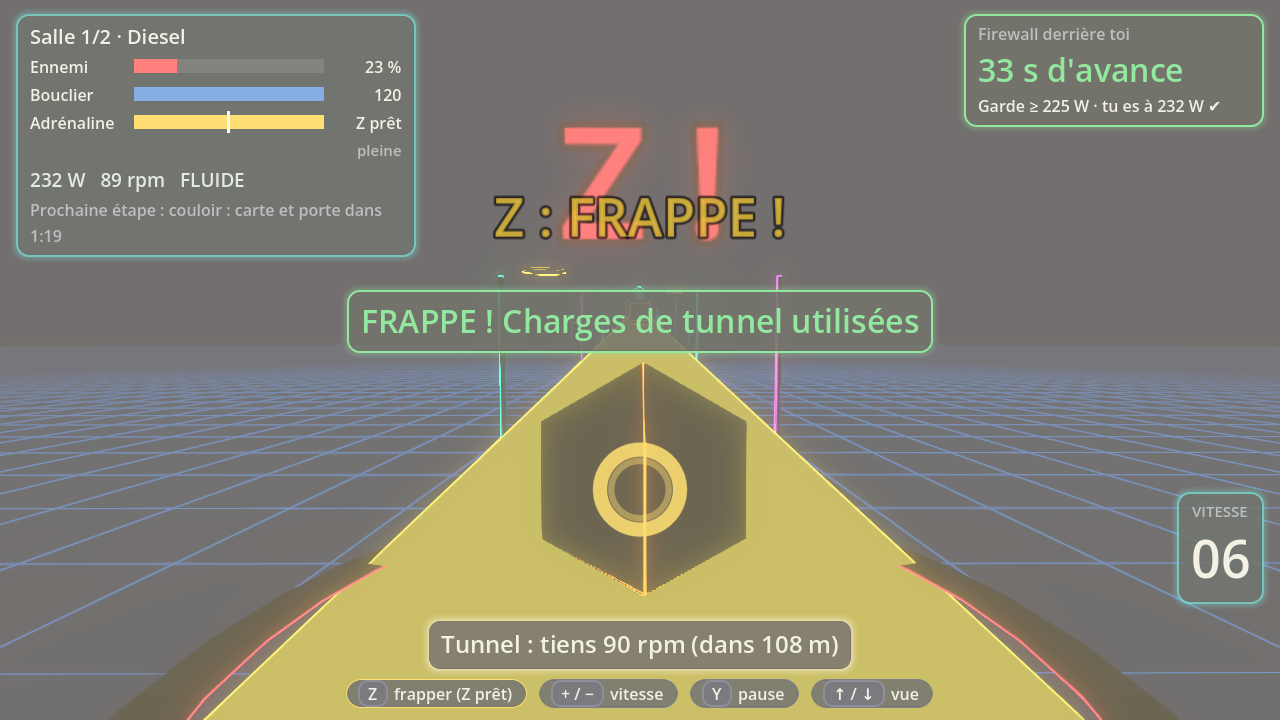 Salle 1/2 · Diesel
Ennemi 23 %
Bouclier 120
Adrénaline Z prêt
pleine
232 W 89 rpm FLUIDE
Prochaine étape : couloir : carte et porte dans
1:19
Firewall derrière toi
33 s d'avance
Garde ≥ 225 W · tu es à 232 W ✔
Z !
Z : FRAPPE !
FRAPPE ! Charges de tunnel utilisées
VITESSE
06
Tunnel : tiens 90 rpm (dans 108 m)
Z frapper (Z prêt) + / − vitesse Y pause ↑ / ↓ vue